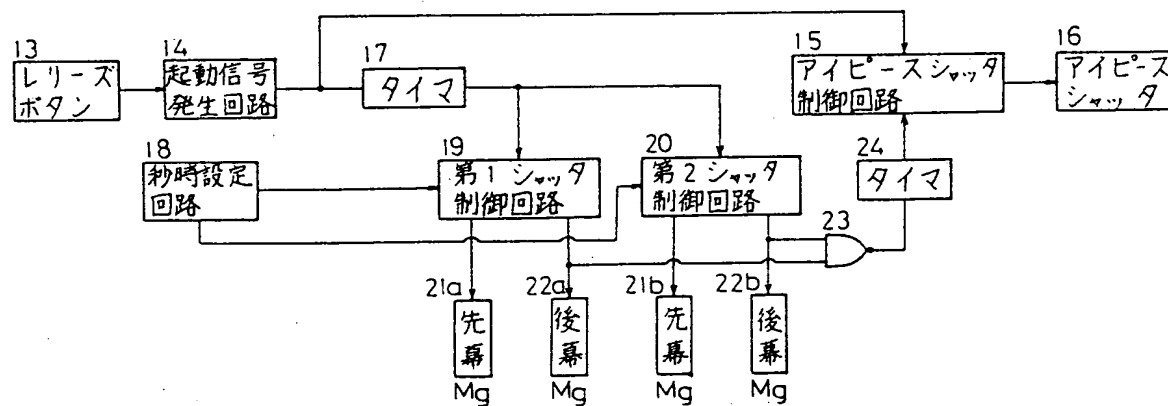 13
レリーズ
ボタン
14
起動信号
発生回路
17
タイマ
15
アイピースシャッタ
制御回路
16
アイピース
シャッタ
18
秒時設定
回路
19
第1シャッタ
制御回路
20
第2シャッタ
制御回路
24
タイマ
23
21a
先幕
Mg
22a
後幕
Mg
21b
先幕
Mg
22b
後幕
Mg